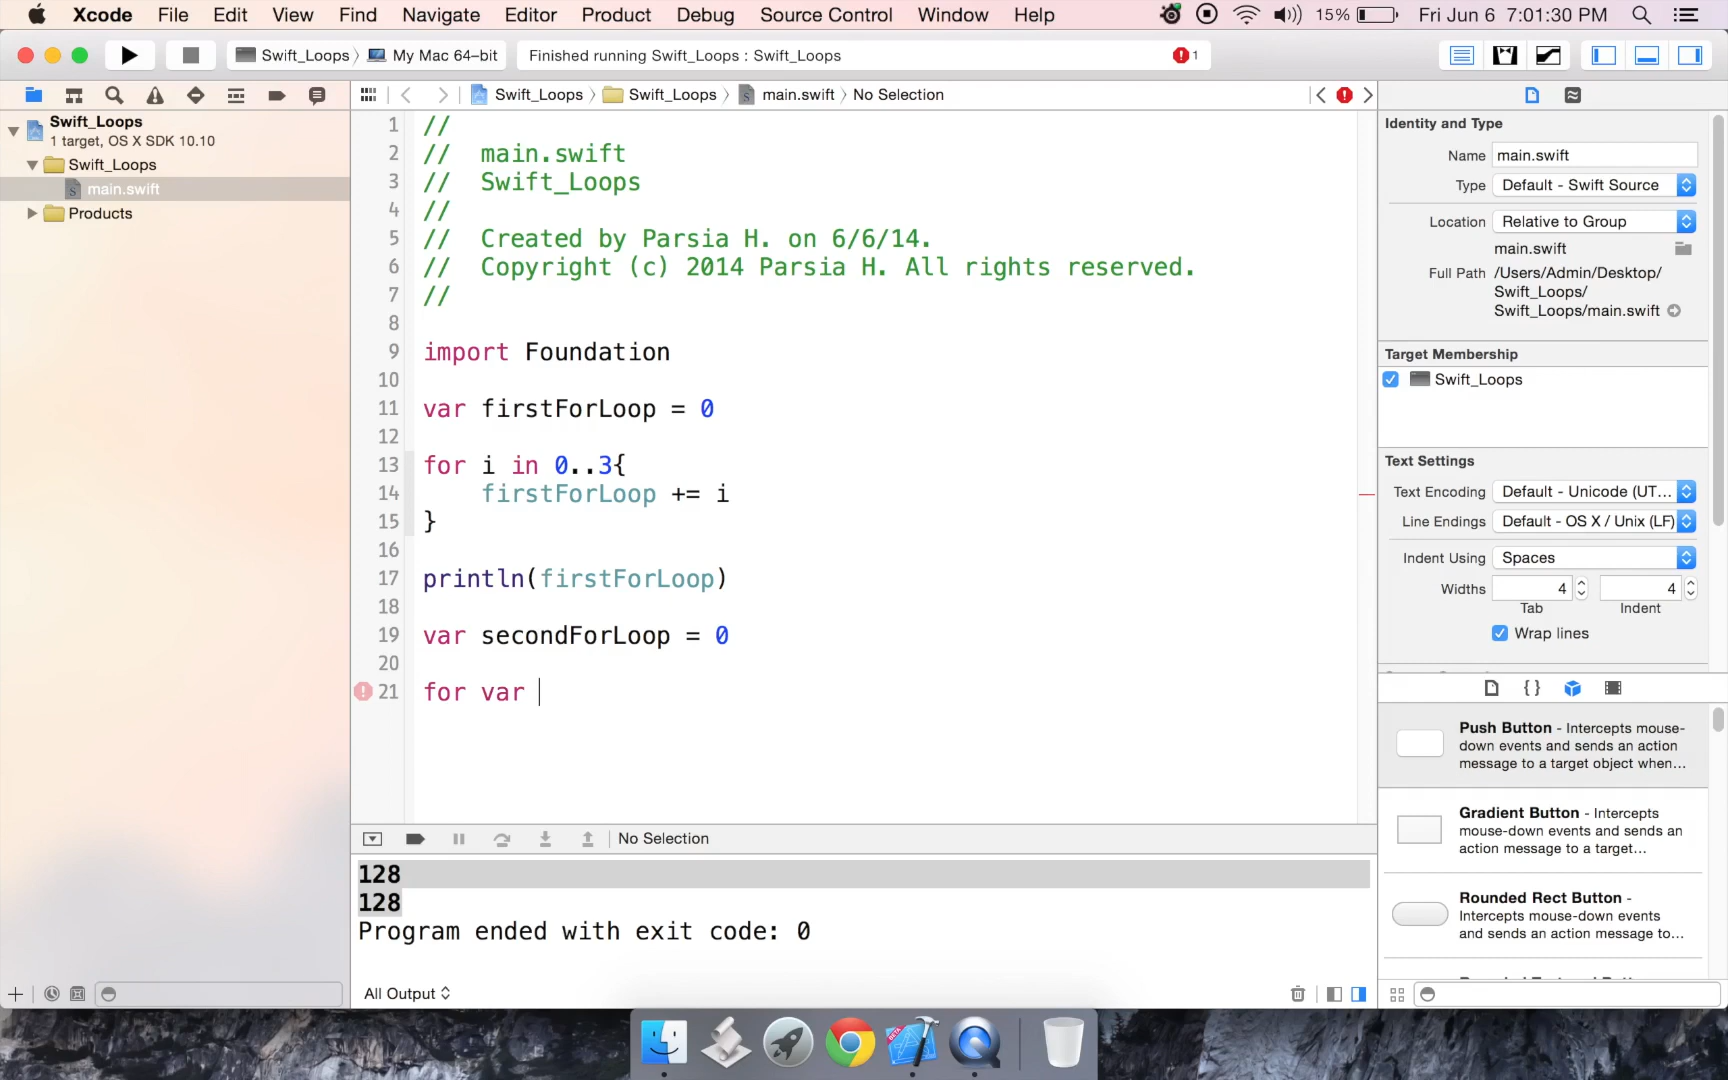 Xcode File Edit View Find Navigate Editor Product Debug Source Control Window Help 15% Fri Jun 6 7:01:30 PM
Swift_Loops 〉 My Mac 64-bit Finished running Swift_Loops : Swift_Loops 1
Swift_Loops 〉 Swift_Loops 〉 main.swift 〉 No Selection
Swift_Loops
1 target, OS X SDK 10.10
Swift_Loops
main.swift
Products
1 //
2 //  main.swift
3 //  Swift_Loops
4 //
5 //  Created by Parsia H. on 6/6/14.
6 //  Copyright (c) 2014 Parsia H. All rights reserved.
7 //
8
9 import Foundation
10
11 var firstForLoop = 0
12
13 for i in 0..3{
14     firstForLoop += i
15 }
16
17 println(firstForLoop)
18
19 var secondForLoop = 0
20
21 for var
No Selection
128
128
Program ended with exit code: 0
All Output
Identity and Type
Name main.swift
Type Default - Swift Source
Location Relative to Group
main.swift
Full Path /Users/Admin/Desktop/
Swift_Loops/
Swift_Loops/main.swift
Target Membership
Swift_Loops
Text Settings
Text Encoding Default - Unicode (UT...
Line Endings Default - OS X / Unix (LF)
Indent Using Spaces
Widths 4 4
Tab Indent
Wrap lines
{ }
Push Button - Intercepts mouse-
down events and sends an action
message to a target object when...
Gradient Button - Intercepts
mouse-down events and sends an
action message to a target...
Rounded Rect Button -
Intercepts mouse-down events
and sends an action message to...